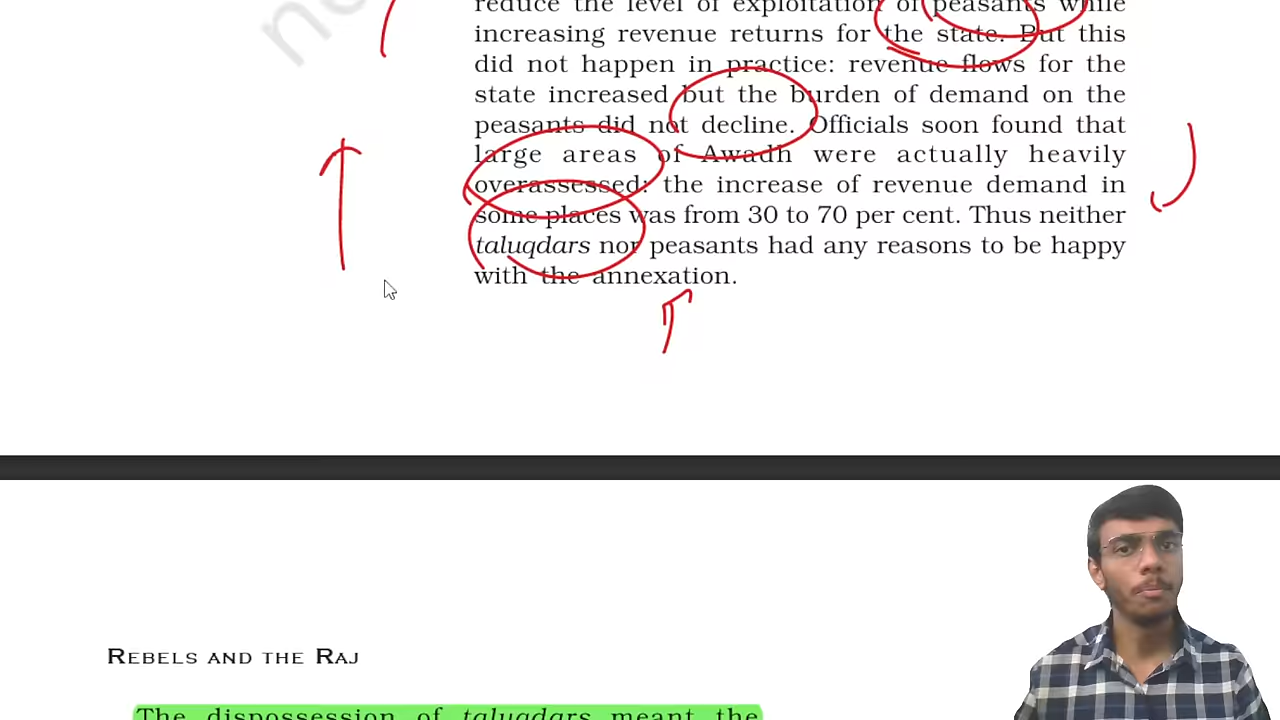 reduce the level of exploitation of peasants while
increasing revenue returns for the state. But this
did not happen in practice: revenue flows for the
state increased but the burden of demand on the
peasants did not decline. Officials soon found that
large areas of Awadh were actually heavily
overassessed: the increase of revenue demand in
some places was from 30 to 70 per cent. Thus neither
taluqdars nor peasants had any reasons to be happy
with the annexation.
REBELS AND THE RAJ
The dispossession of taluqdars meant the